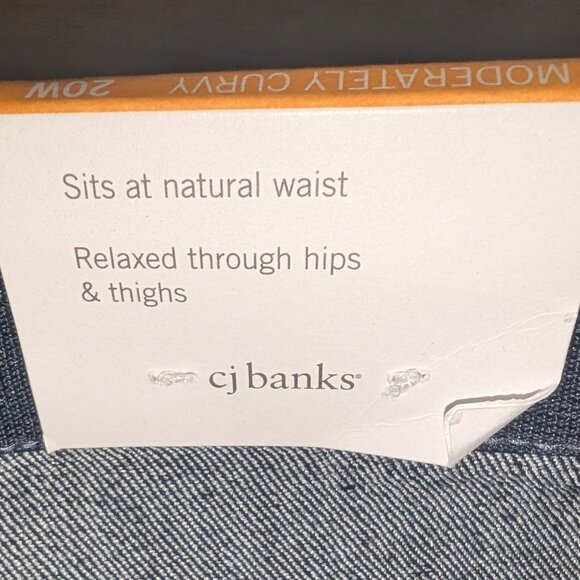 MODERATELY CURVY 20W
Sits at natural waist
Relaxed through hips
& thighs
cj banks®